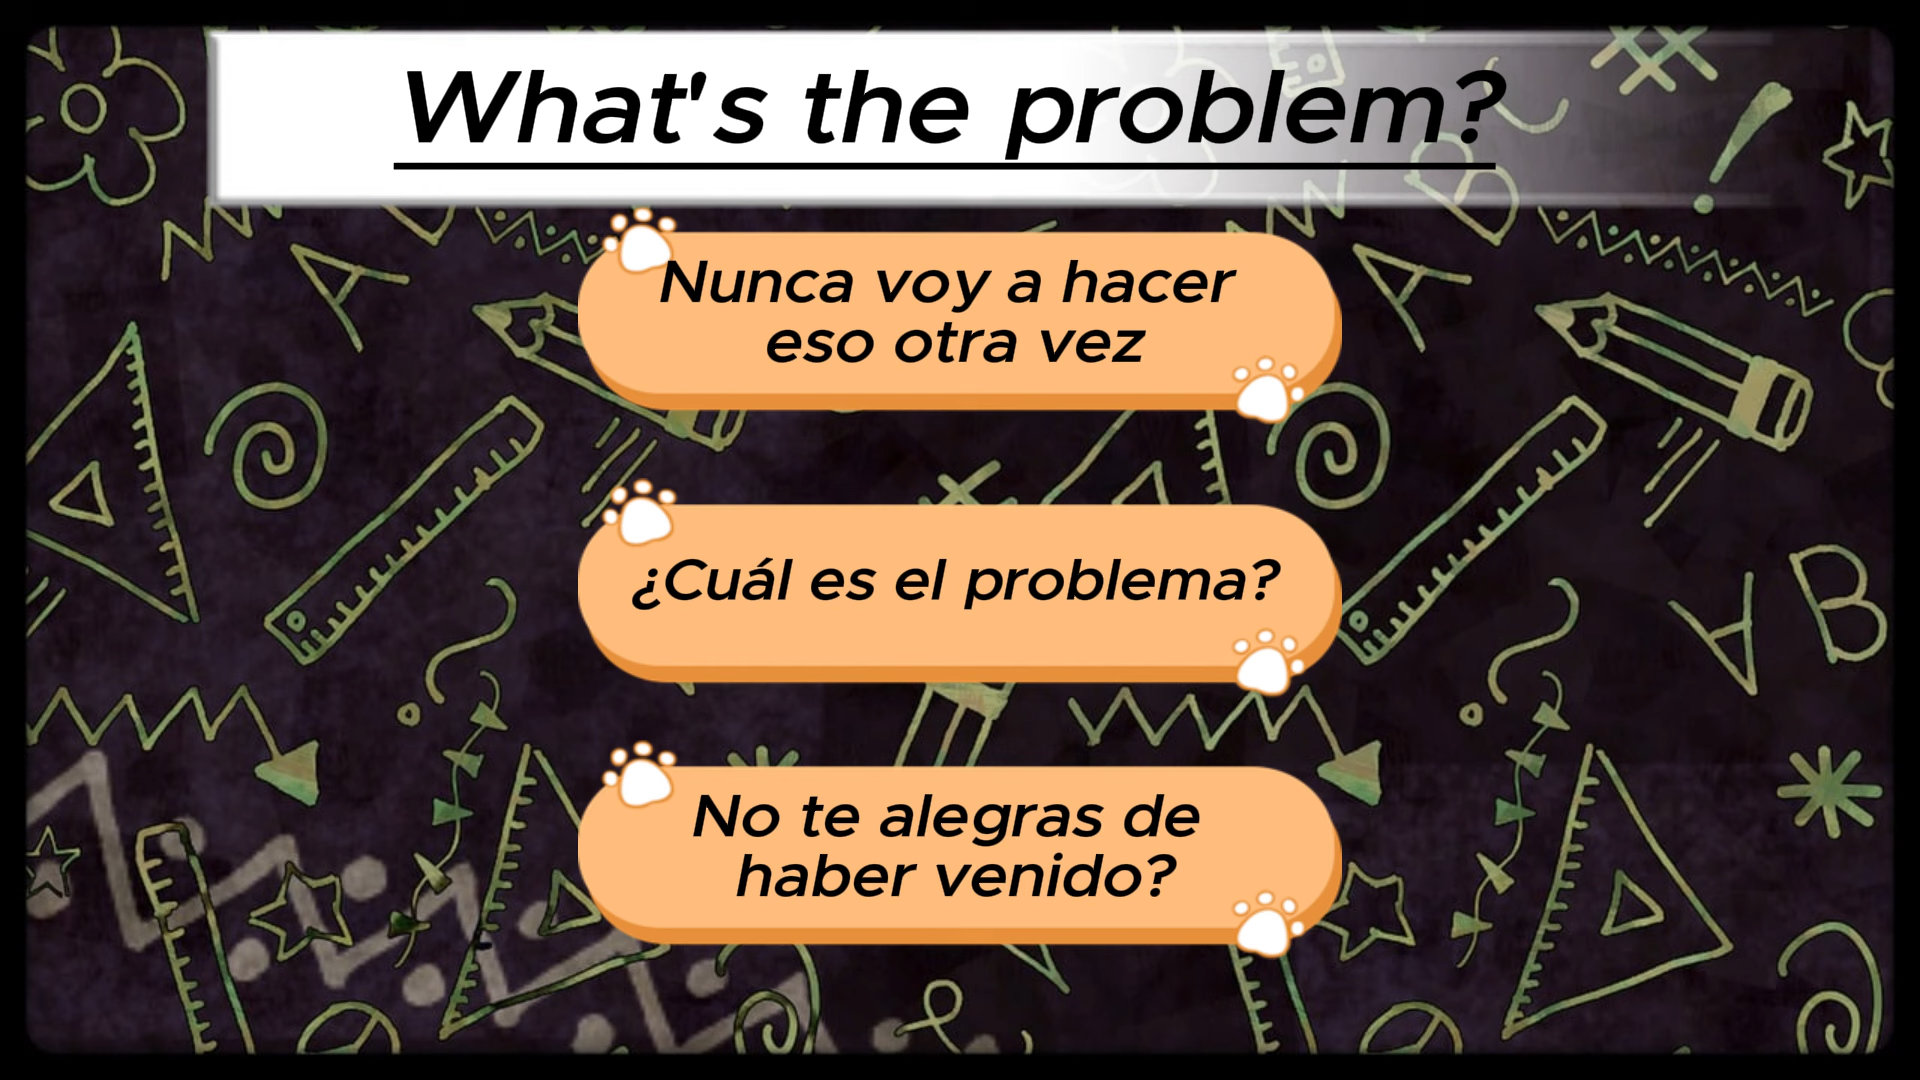 What's the problem?
Nunca voy a hacer
eso otra vez
¿Cuál es el problema?
No te alegras de
haber venido?